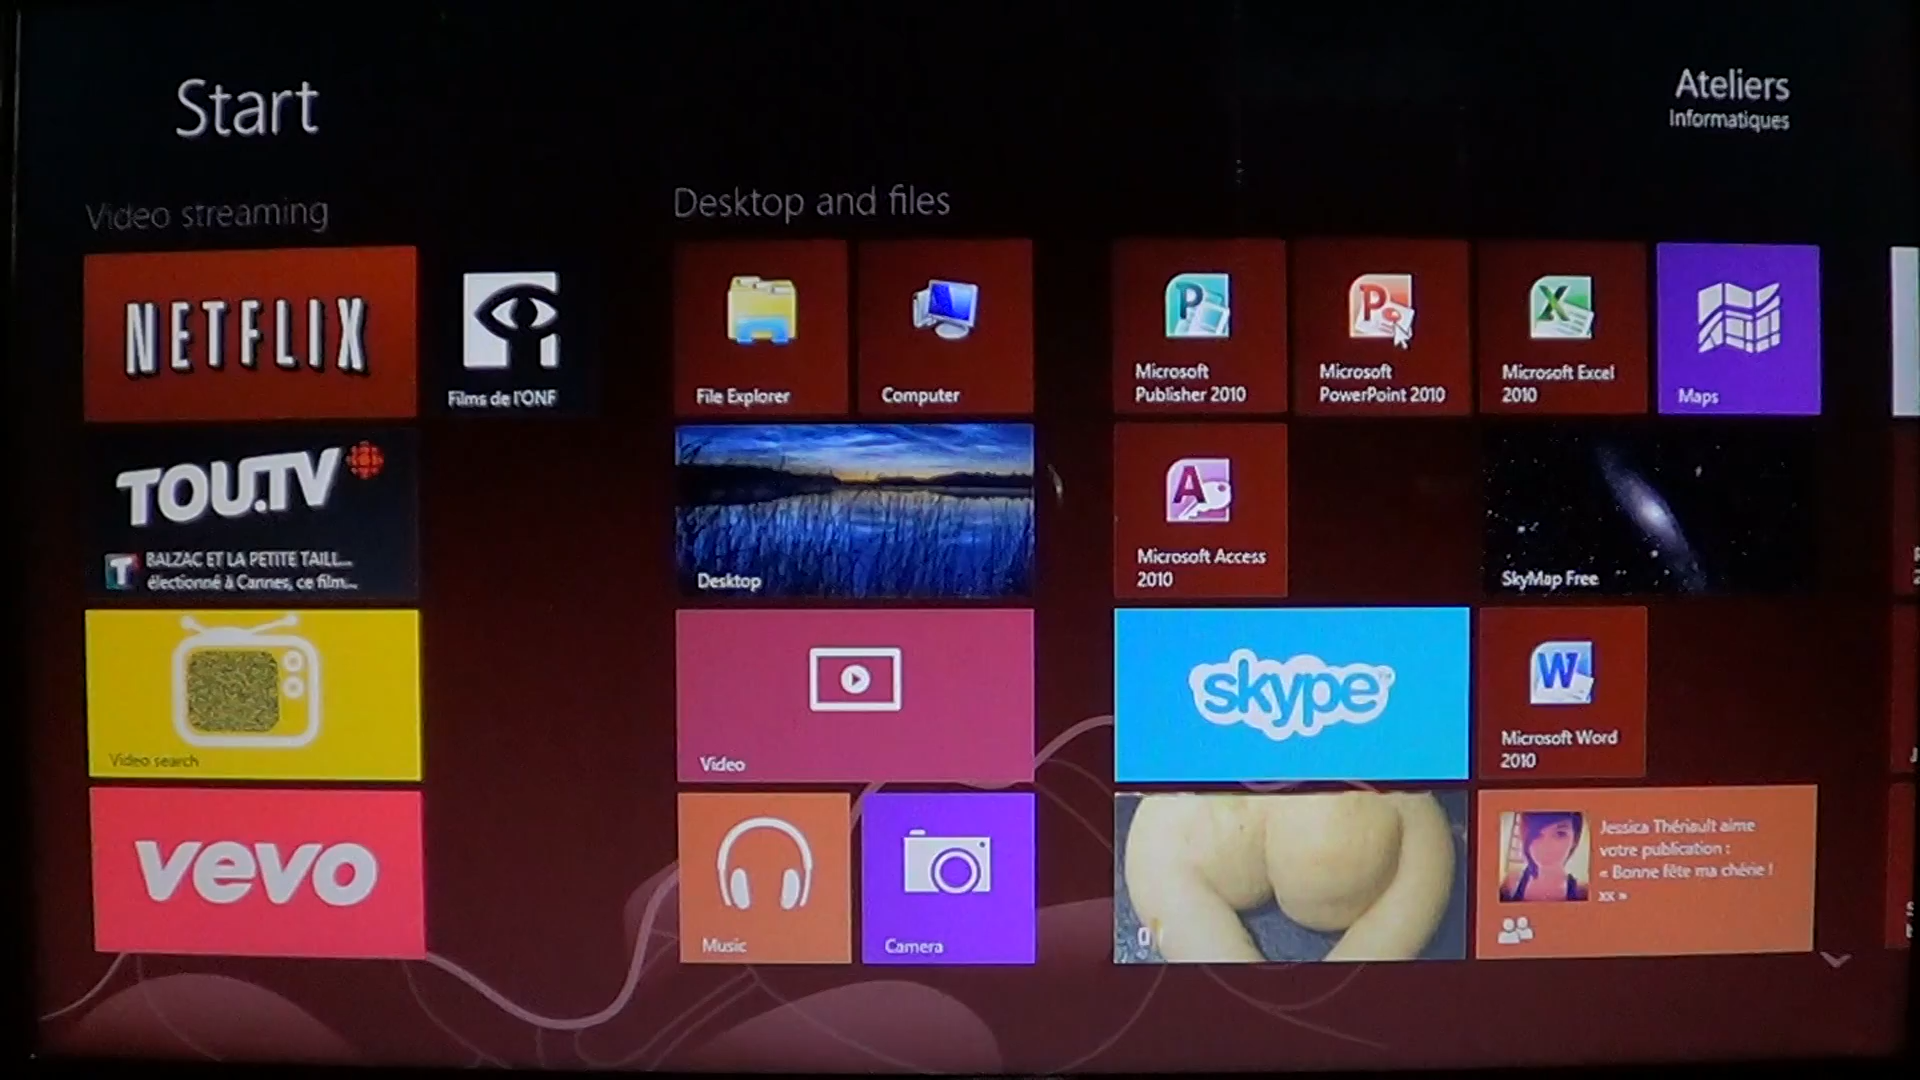 Start
Ateliers
Informatiques
Video streaming
Desktop and files
NETFLIX
Films de l'ONF
File Explorer
Computer
Microsoft
Publisher 2010
Microsoft
PowerPoint 2010
Microsoft Excel
2010
Maps
TOU.TV
BALZAC ET LA PETITE TAILL...
électionné à Cannes, ce film...
Desktop
Microsoft Access
2010
SkyMap Free
Video search
Video
skype
Microsoft Word
2010
vevo
Music
Camera
Jessica Thériault aime
votre publication :
« Bonne fête ma chérie !
xx »